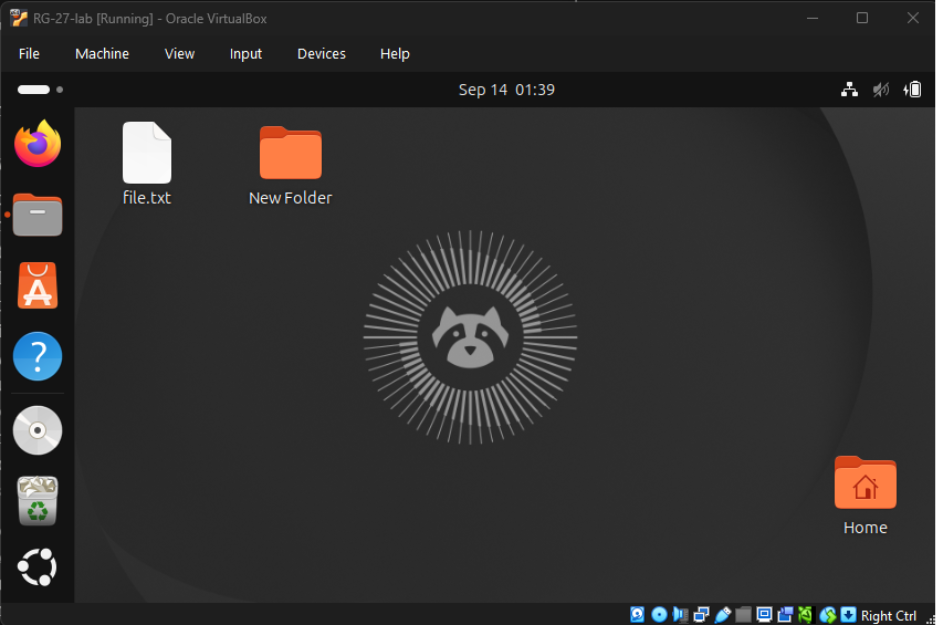 RG-27-lab [Running] - Oracle VirtualBox
File Machine View Input Devices Help
Sep 14 01:39
file.txt
New Folder
Home
Right Ctrl